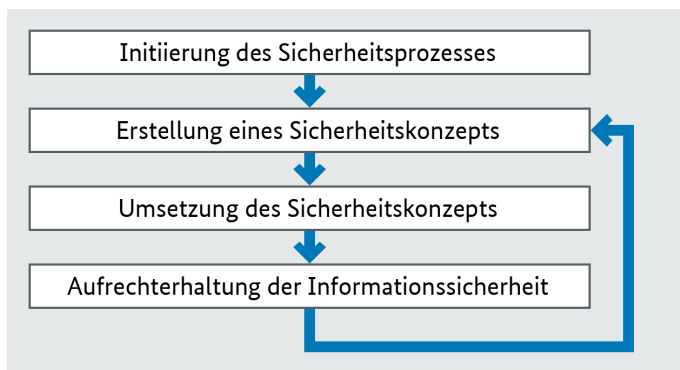 Initiierung des Sicherheitsprozesses
Erstellung eines Sicherheitskonzepts
Umsetzung des Sicherheitskonzepts
Aufrechterhaltung der Informationssicherheit